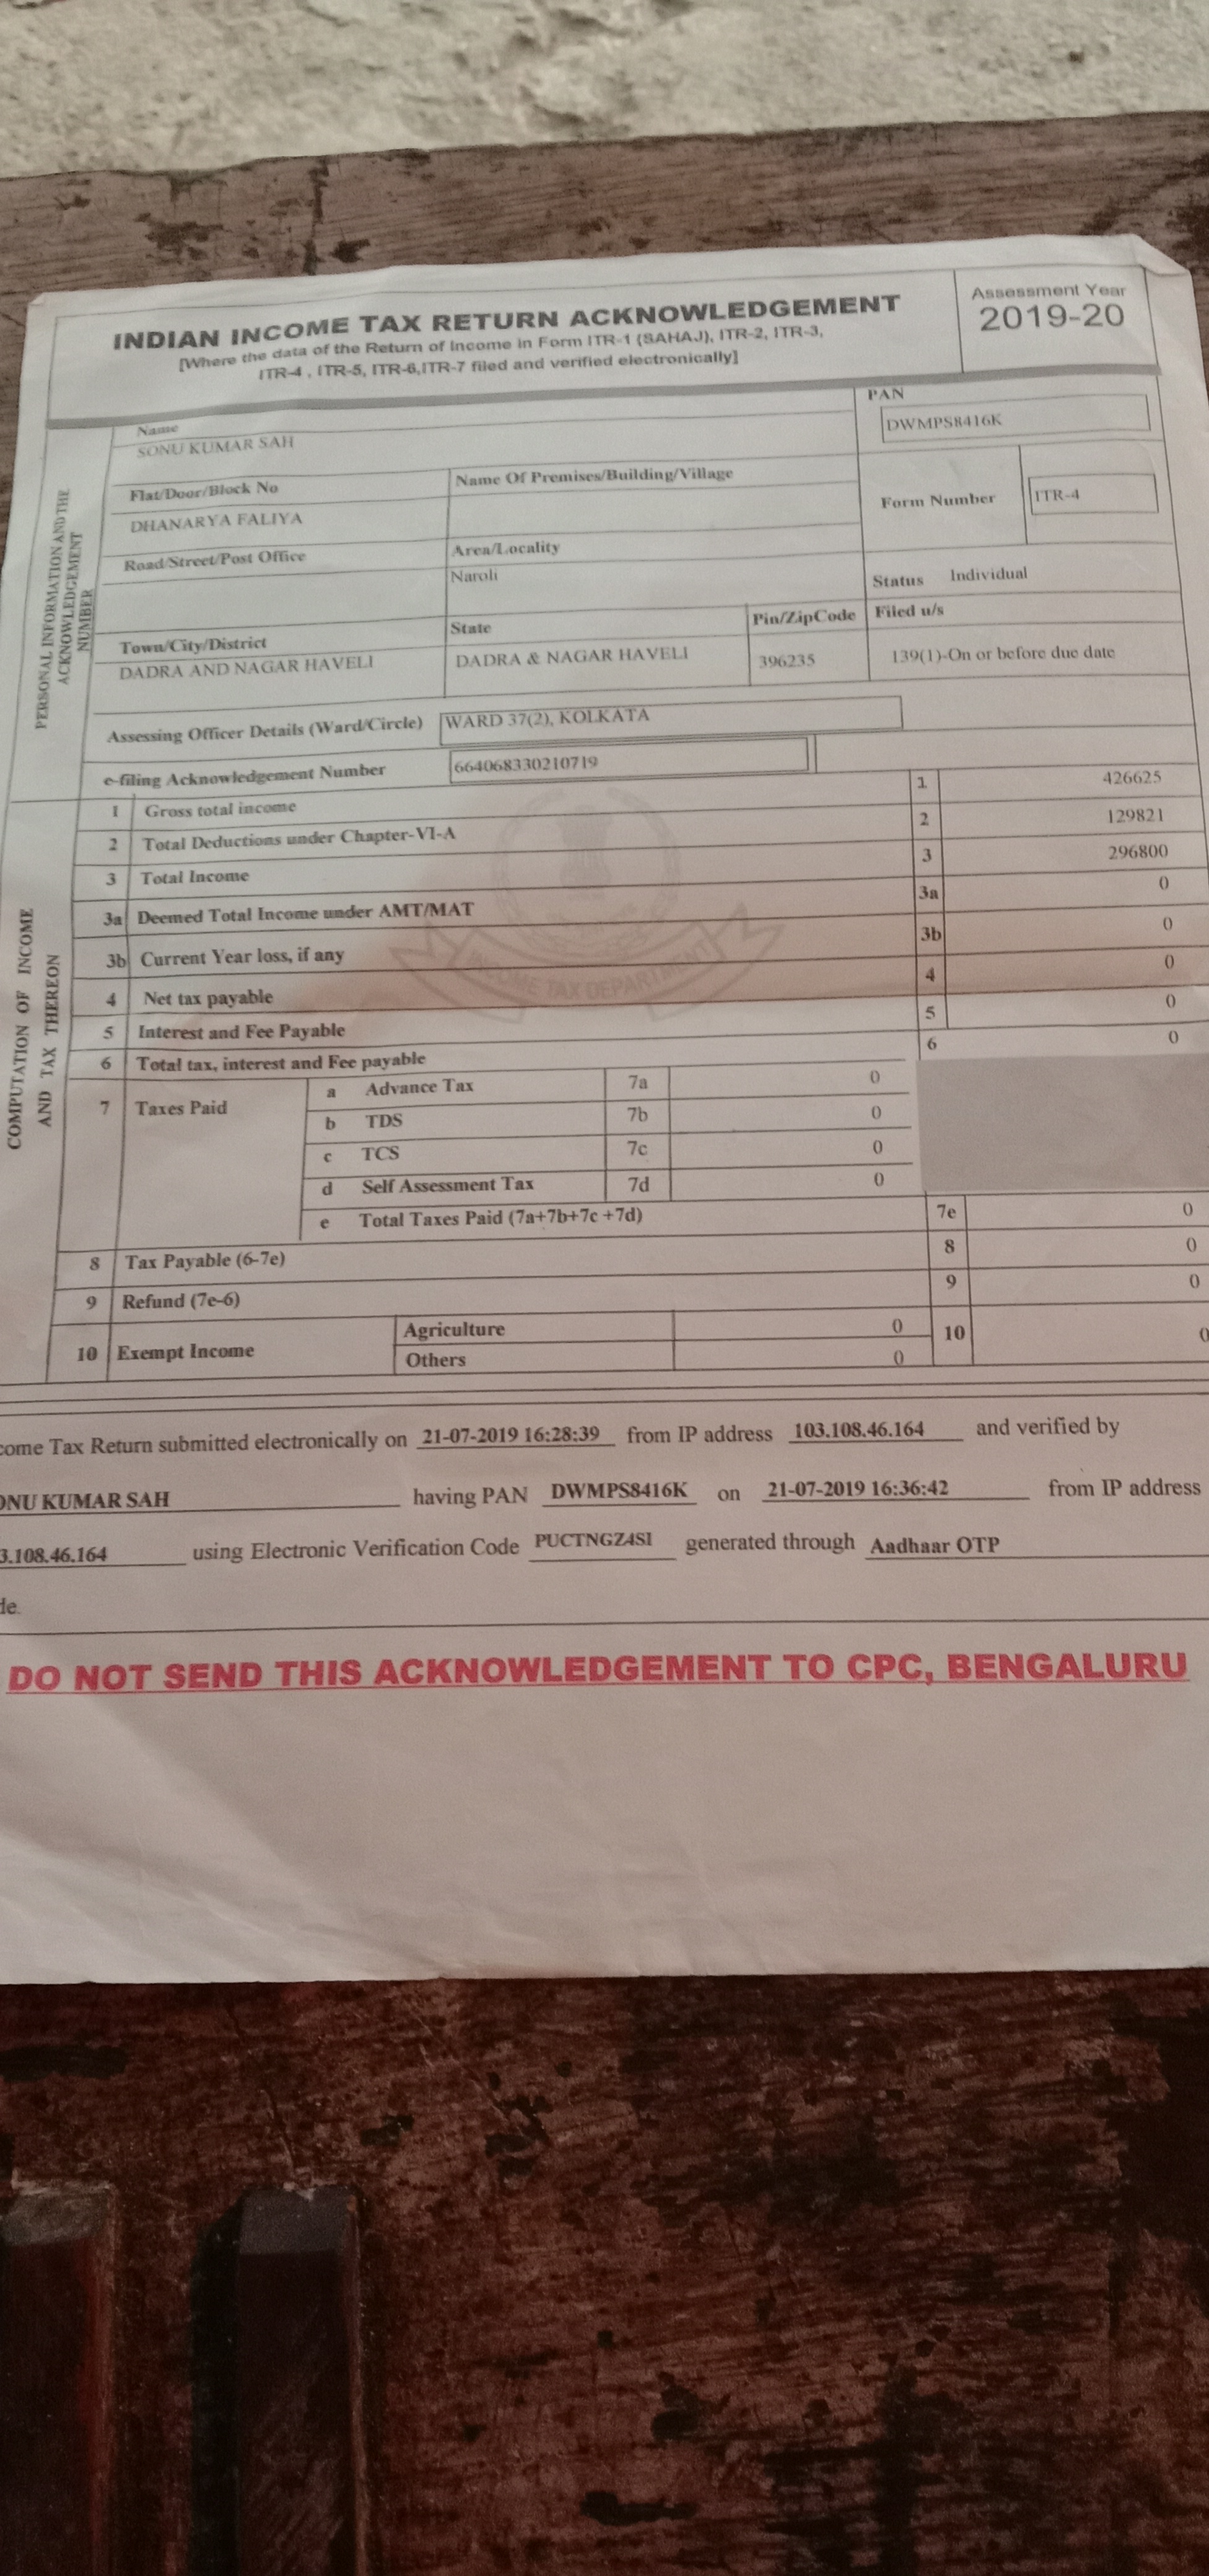 INDIAN INCOME TAX RETURN ACKNOWLEDGEMENT
[Where the data of the Return of Income in Form ITR-1 (SAHAJ), ITR-2, ITR-3,
ITR-4 , ITR-5, ITR-6,ITR-7 filed and verified electronically]
Assessment Year
2019-20
PERSONAL INFORMATION AND THE
ACKNOWLEDGEMENT
NUMBER
Name
SONU KUMAR SAH
PAN
DWMPS8416K
Flat/Door/Block No
Name Of Premises/Building/Village
DHANARYA FALIYA
Form Number ITR-4
Road/Street/Post Office
Area/Locality
Naroli
Status Individual
Town/City/District
State
Pin/ZipCode
Filed u/s
DADRA AND NAGAR HAVELI
DADRA & NAGAR HAVELI
396235
139(1)-On or before due date
Assessing Officer Details (Ward/Circle) WARD 37(2), KOLKATA
e-filing Acknowledgement Number 664068330210719
COMPUTATION OF INCOME
AND TAX THEREON
1 Gross total income 1 426625
2 Total Deductions under Chapter-VI-A 2 129821
3 Total Income 3 296800
3a Deemed Total Income under AMT/MAT 3a 0
3b Current Year loss, if any 3b 0
4 Net tax payable 4 0
5 Interest and Fee Payable 5 0
6 Total tax, interest and Fee payable 6 0
7 Taxes Paid
a Advance Tax 7a 0
b TDS 7b 0
c TCS 7c 0
d Self Assessment Tax 7d 0
e Total Taxes Paid (7a+7b+7c +7d) 7e 0
8 Tax Payable (6-7e) 8 0
9 Refund (7e-6) 9 0
10 Exempt Income
Agriculture 0
Others 0
10 0
INCOME TAX DEPARTMENT
come Tax Return submitted electronically on 21-07-2019 16:28:39 from IP address 103.108.46.164 and verified by
ONU KUMAR SAH having PAN DWMPS8416K on 21-07-2019 16:36:42 from IP address
3.108.46.164 using Electronic Verification Code PUCTNGZ4SI generated through Aadhaar OTP
de.
DO NOT SEND THIS ACKNOWLEDGEMENT TO CPC, BENGALURU